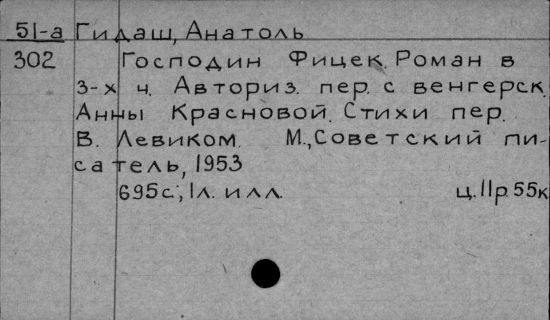 51-а Гидаш, Анатоль
302 Господин Фицек. Роман в
3-х ч. Авториз. пер. с венгерск.
Анны Красновой. Стихи пер.
В. Левиком. М., Советский пи-
сатель, 1953
695с., 1л. илл. ц. 11р. 55к